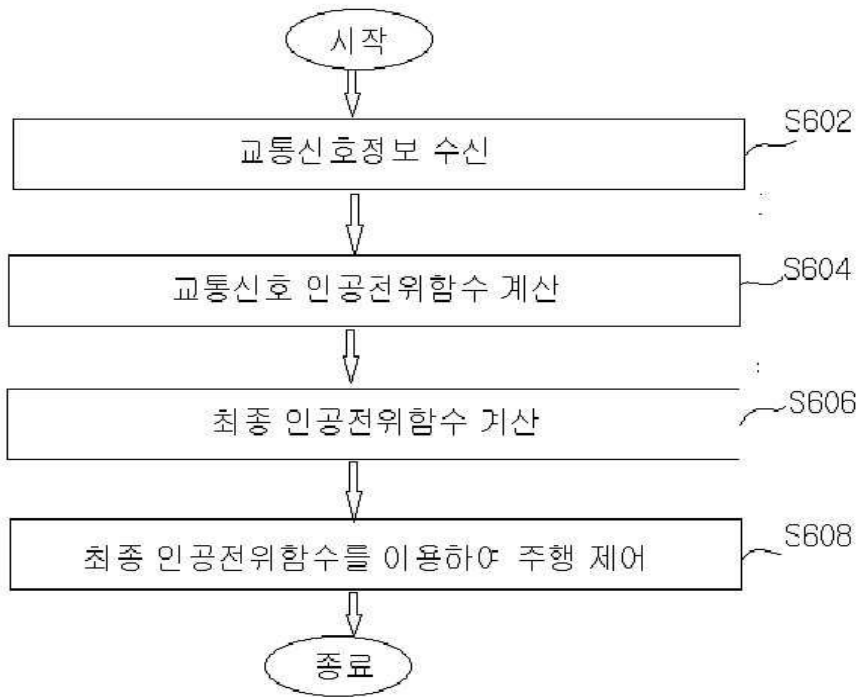 시작
S602
교통신호정보 수신
S604
교통신호 인공전위함수 계산
S606
최종 인공전위함수 계산
S608
최종 인공전위함수를 이용하여 주행 제어
종료